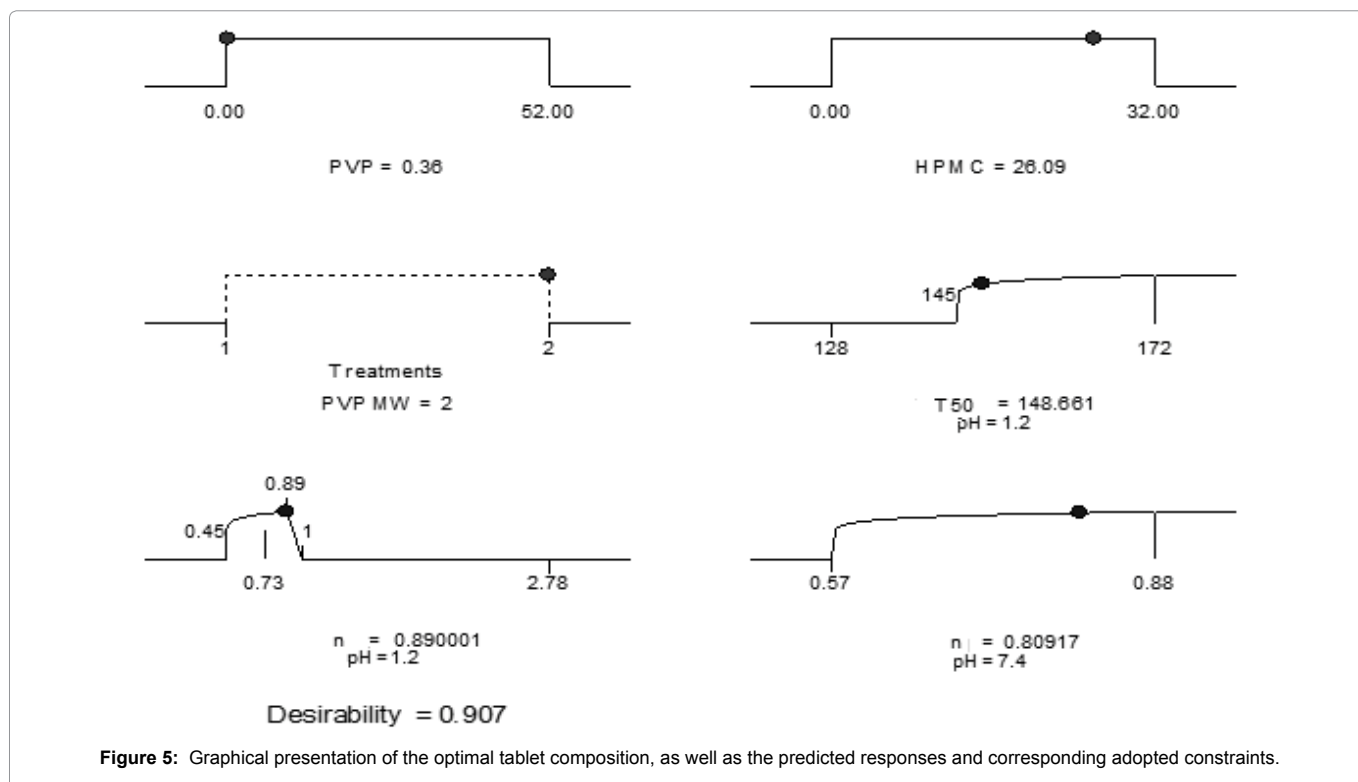 0.00 52.00
PVP = 0.36
0.00 32.00
HPMC = 26.09
1 2
Treatments
PVP MW = 2
145
128 172
T50 = 148.661
pH = 1.2
0.89
0.45 1
0.73 2.78
n = 0.890001
pH = 1.2
0.57 0.88
n = 0.80917
pH = 7.4
Desirability = 0.907
Figure 5: Graphical presentation of the optimal tablet composition, as well as the predicted responses and corresponding adopted constraints.